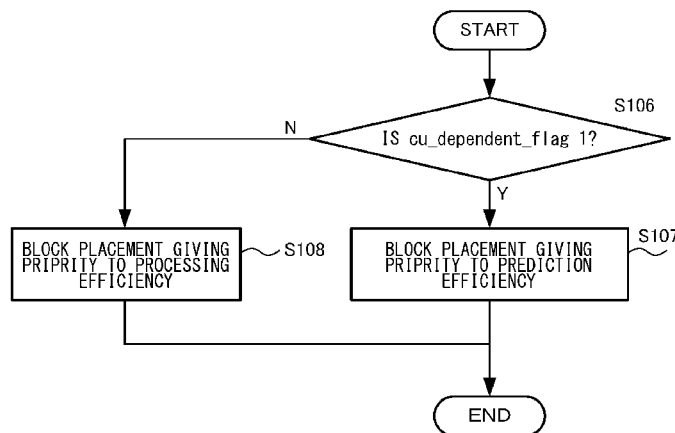 START
S106
N
IS cu_dependent_flag 1?
Y
BLOCK PLACEMENT GIVING
PRIPRITY TO PROCESSING
EFFICIENCY
S108
BLOCK PLACEMENT GIVING
PRIPRITY TO PREDICTION
EFFICIENCY
S107
END